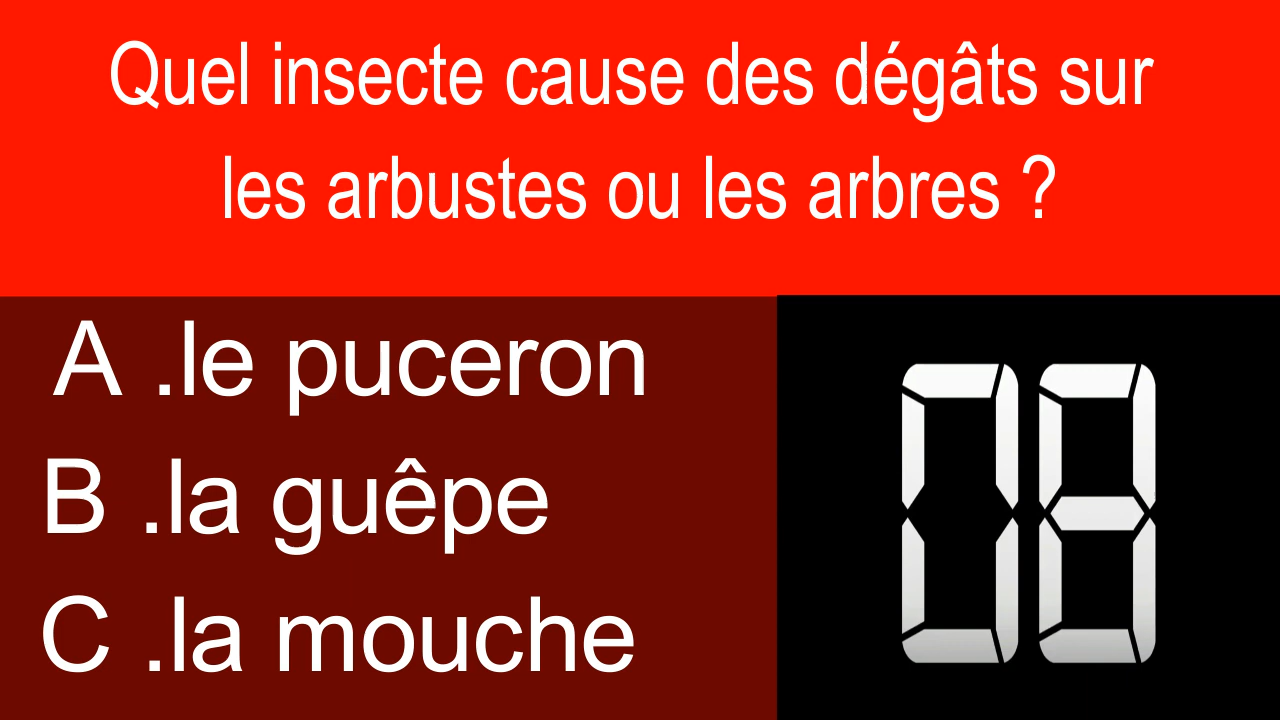 Quel insecte cause des dégâts sur
les arbustes ou les arbres ?
A .le puceron
B .la guêpe
C .la mouche
08